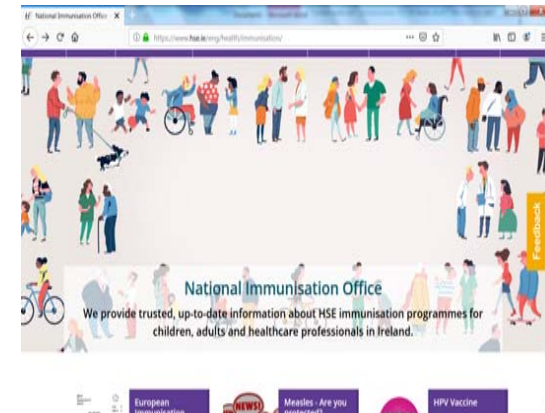 National Immunisation Office
https://www.hse.ie/eng/health/immunisation/
Feedback
National Immunisation Office
We provide trusted, up-to-date information about HSE immunisation programmes for
children, adults and healthcare professionals in Ireland.
European
Immunisation
NEWS!
Measles - Are you
protected?
HPV Vaccine